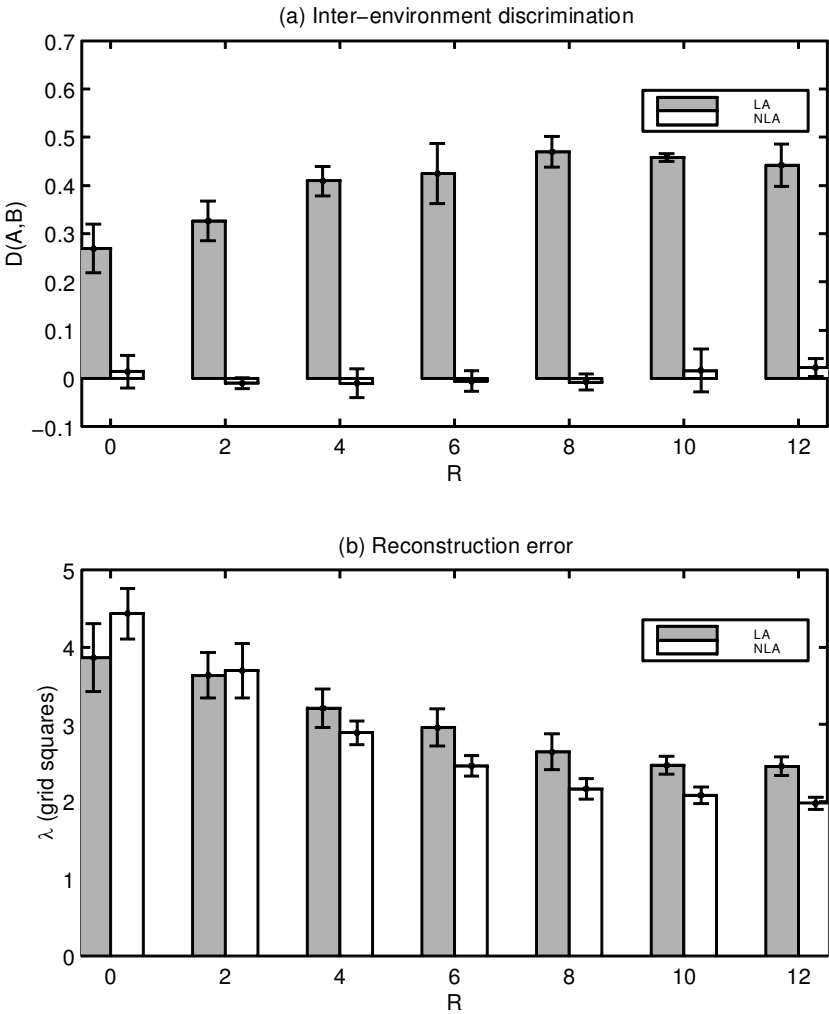 (a) Inter−environment discrimination
0.7
0.6
0.5
0.4
0.3
0.2
0.1
0
−0.1
D(A,B)
LA
NLA
0 2 4 6 8 10 12
R
(b) Reconstruction error
5
4
3
2
1
0
λ (grid squares)
LA
NLA
0 2 4 6 8 10 12
R